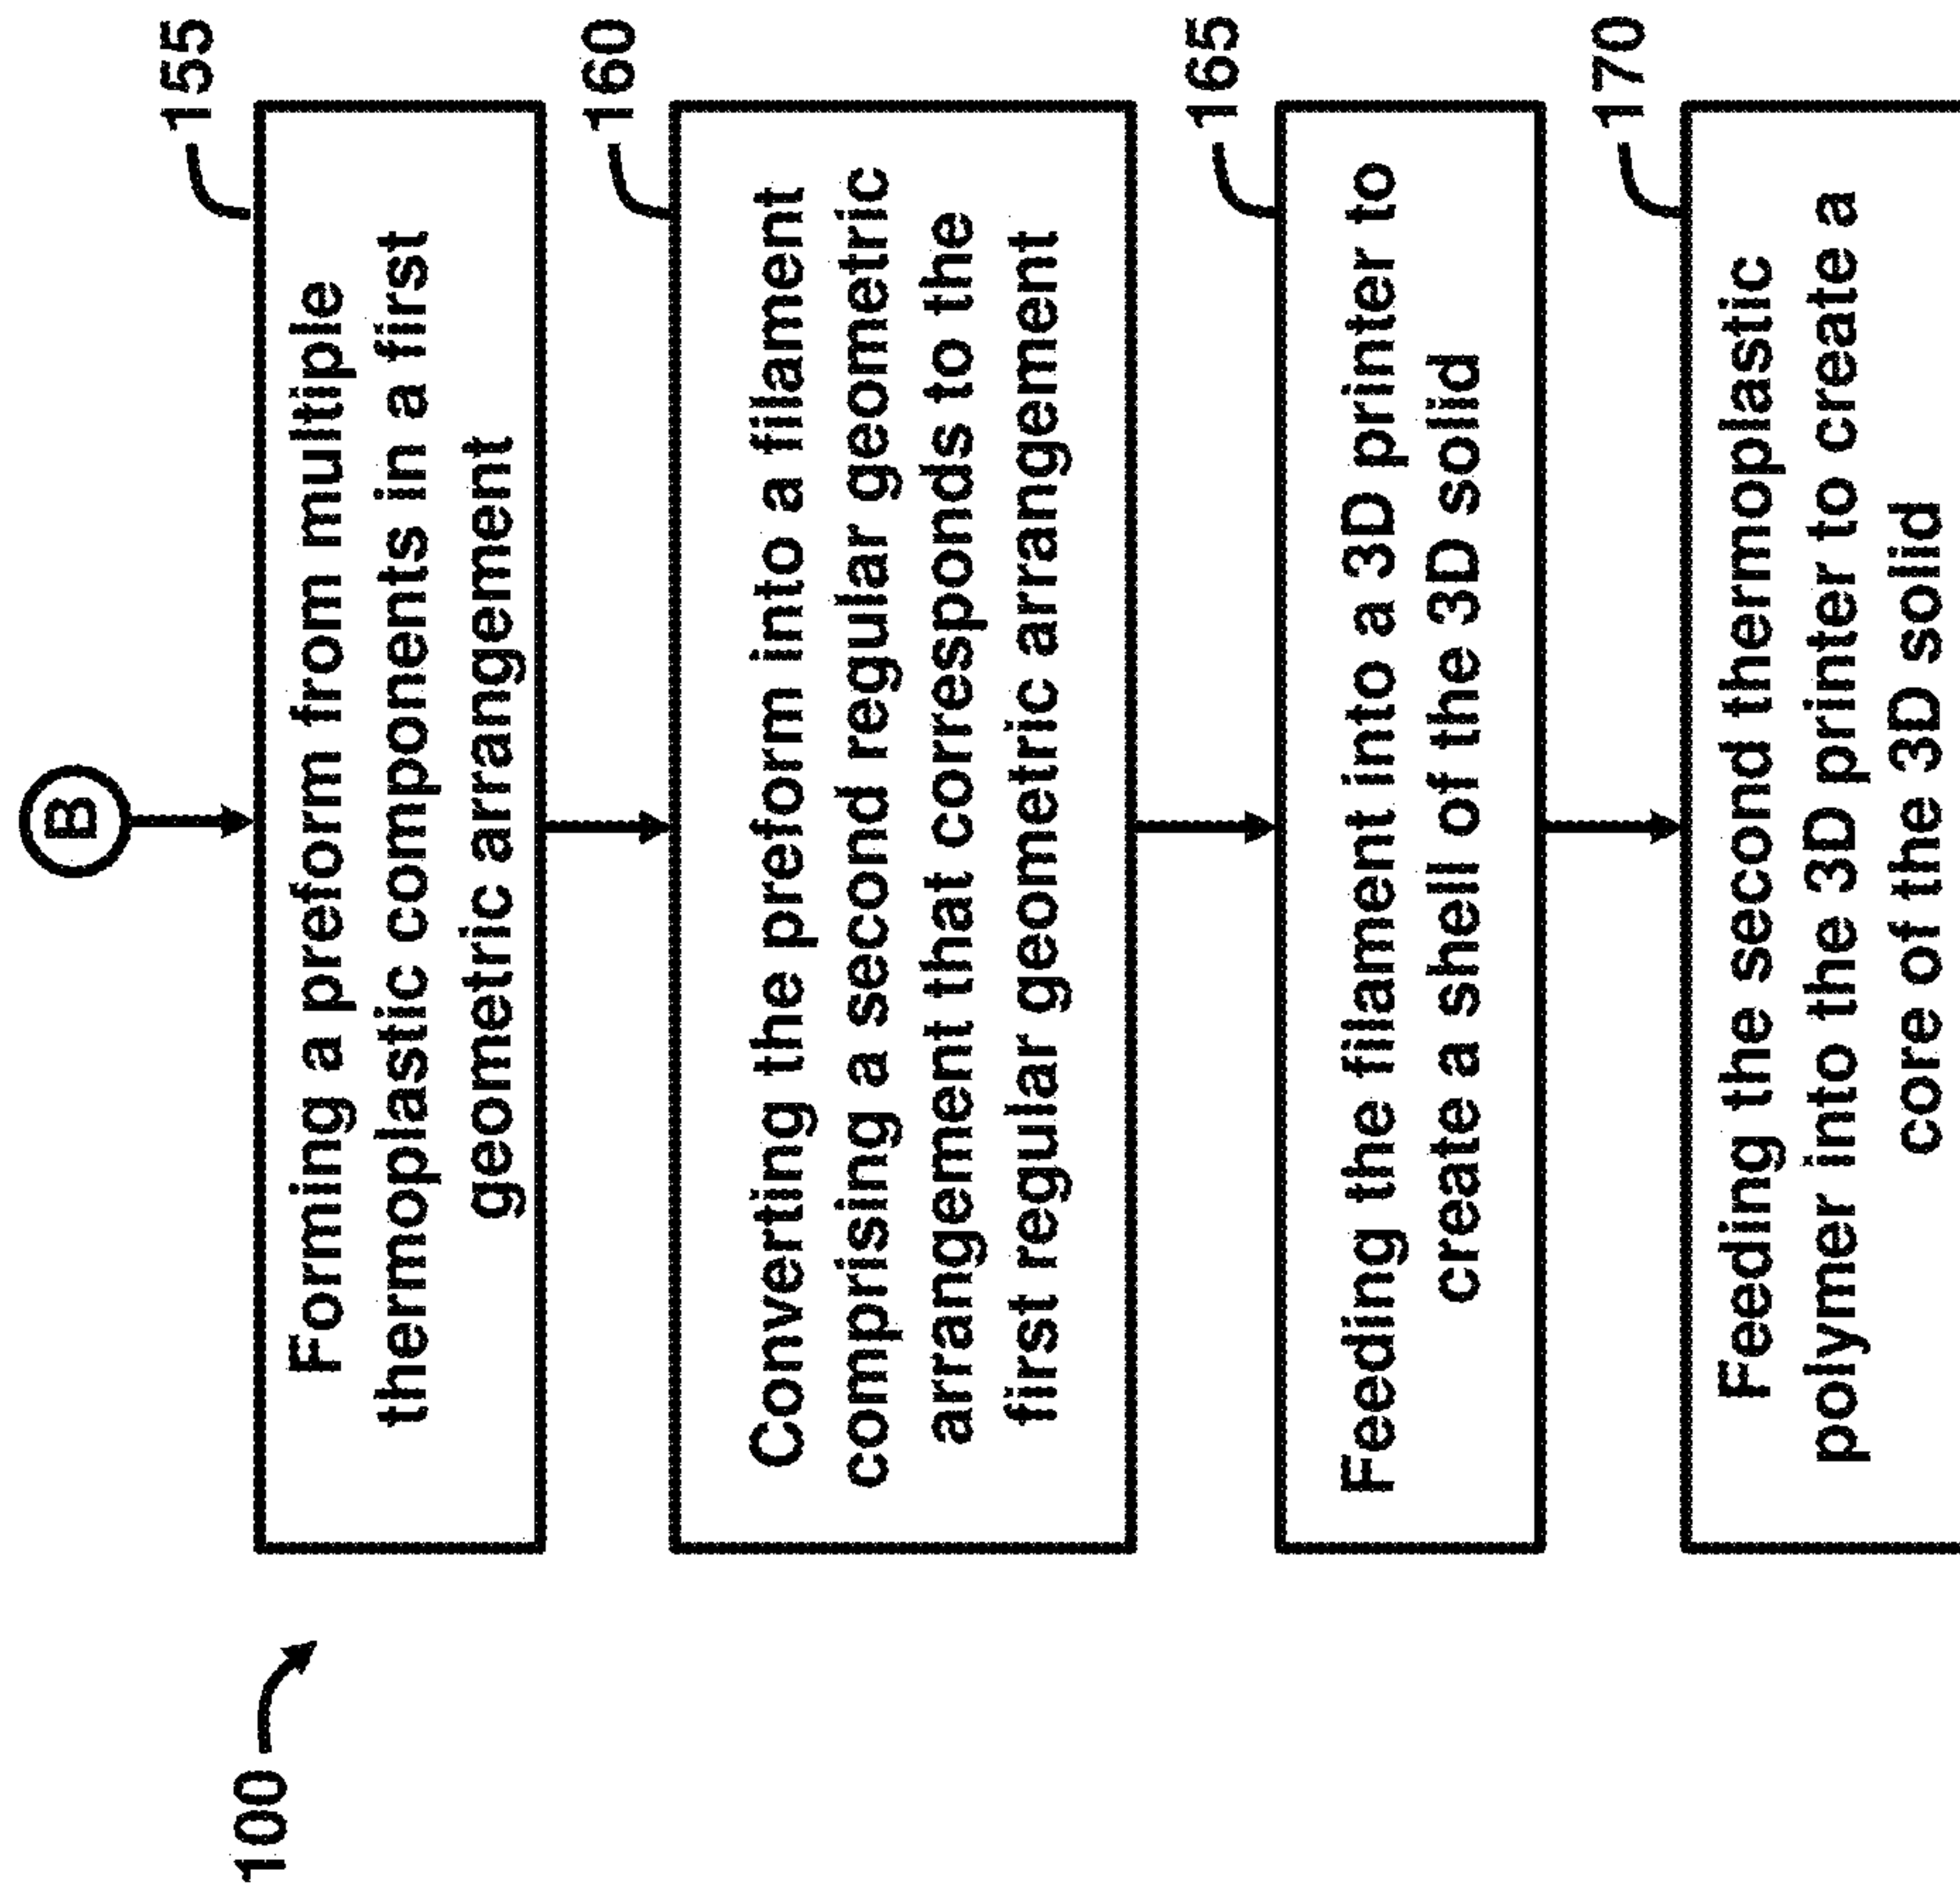 100
B
155
Forming a preform from multiple
thermoplastic components in a first
geometric arrangement
160
Converting the preform into a filament
comprising a second regular geometric
arrangement that corresponds to the
first regular geometric arrangement
165
Feeding the filament into a 3D printer to
create a shell of the 3D solid
170
Feeding the second thermoplastic
polymer into the 3D printer to create a
core of the 3D solid